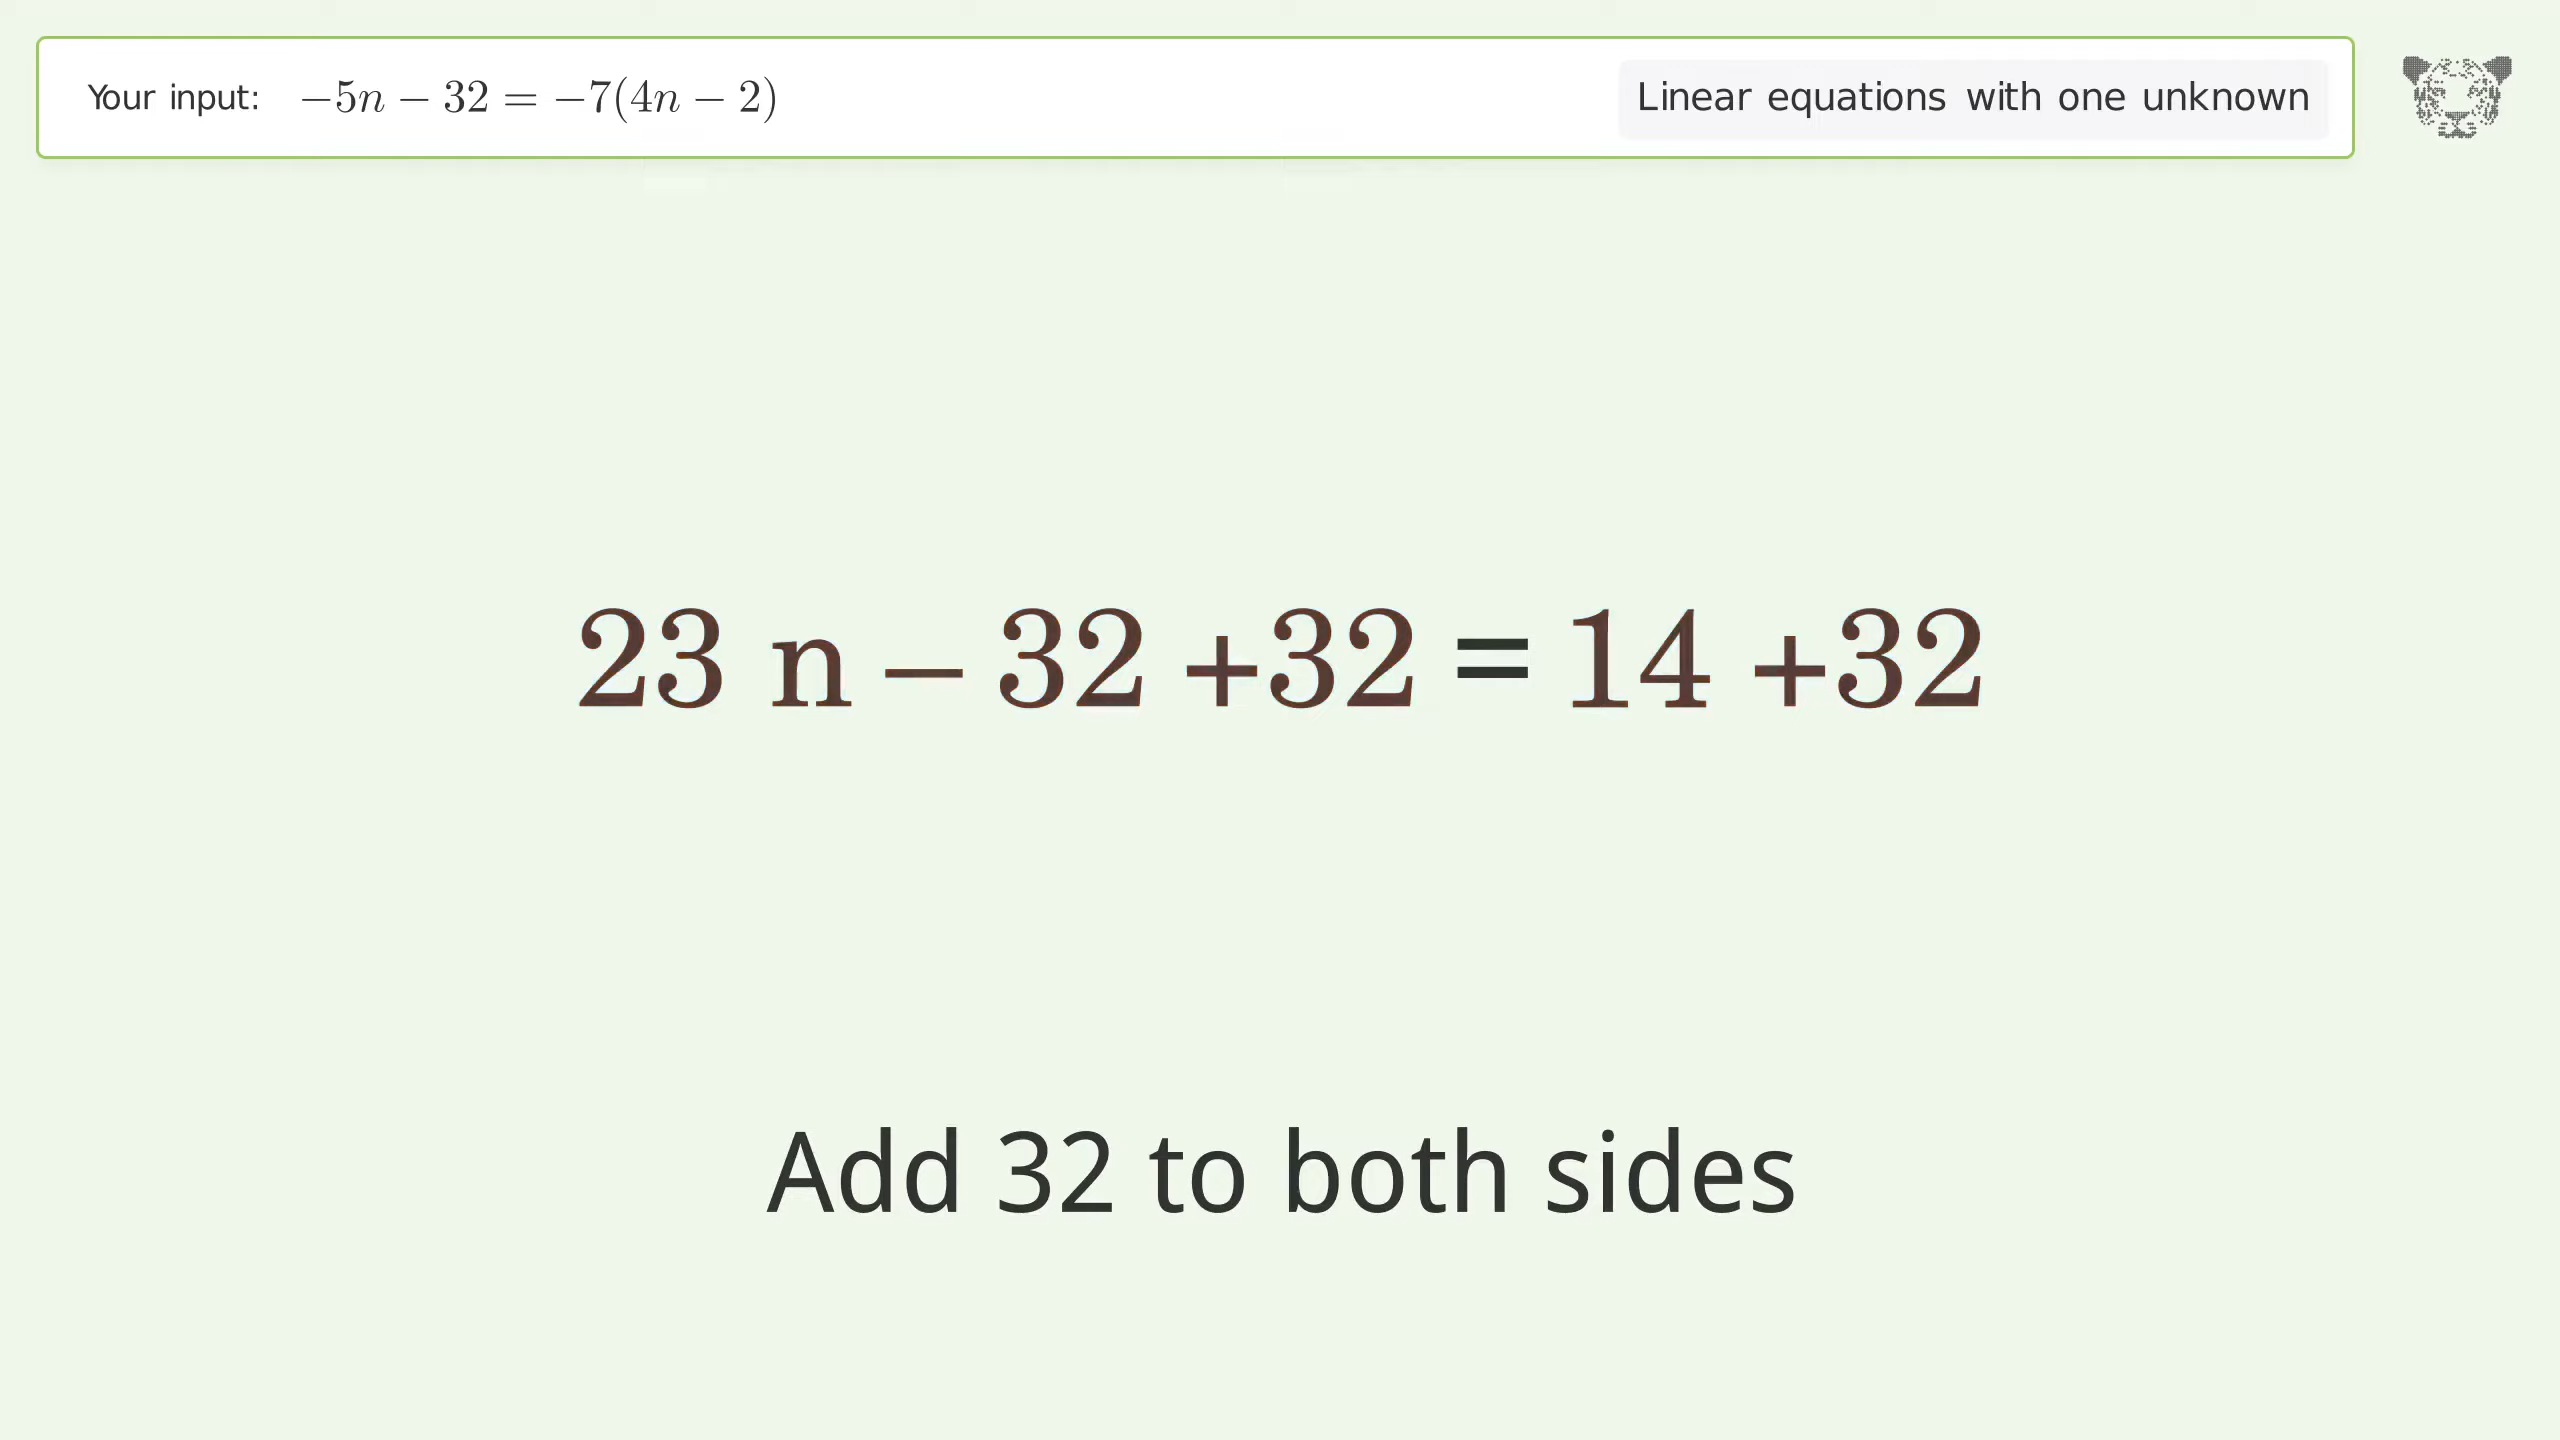 Your input: −5n − 32 = −7(4n − 2)
Linear equations with one unknown
23 n − 32 +32 = 14 +32
Add 32 to both sides